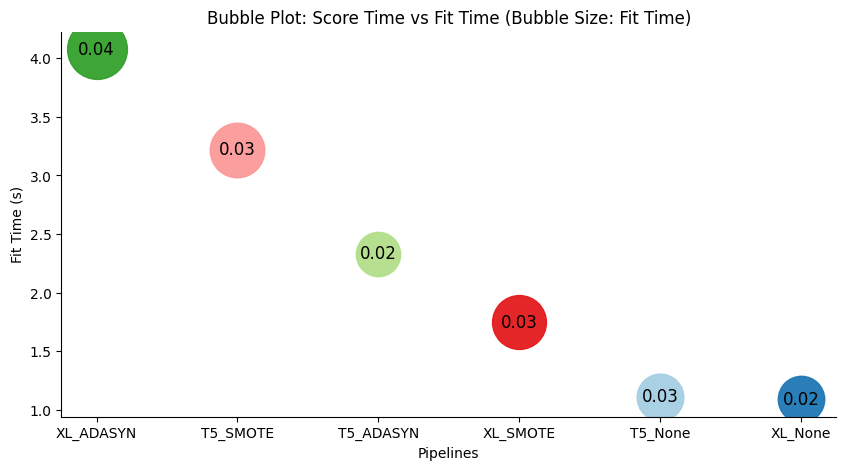 Bubble Plot: Score Time vs Fit Time (Bubble Size: Fit Time)
4.0
3.5
3.0
2.5
2.0
1.5
1.0
Fit Time (s)
0.04
0.03
0.02
0.03
0.03
0.02
XL_ADASYN
T5_SMOTE
T5_ADASYN
XL_SMOTE
T5_None
XL_None
Pipelines